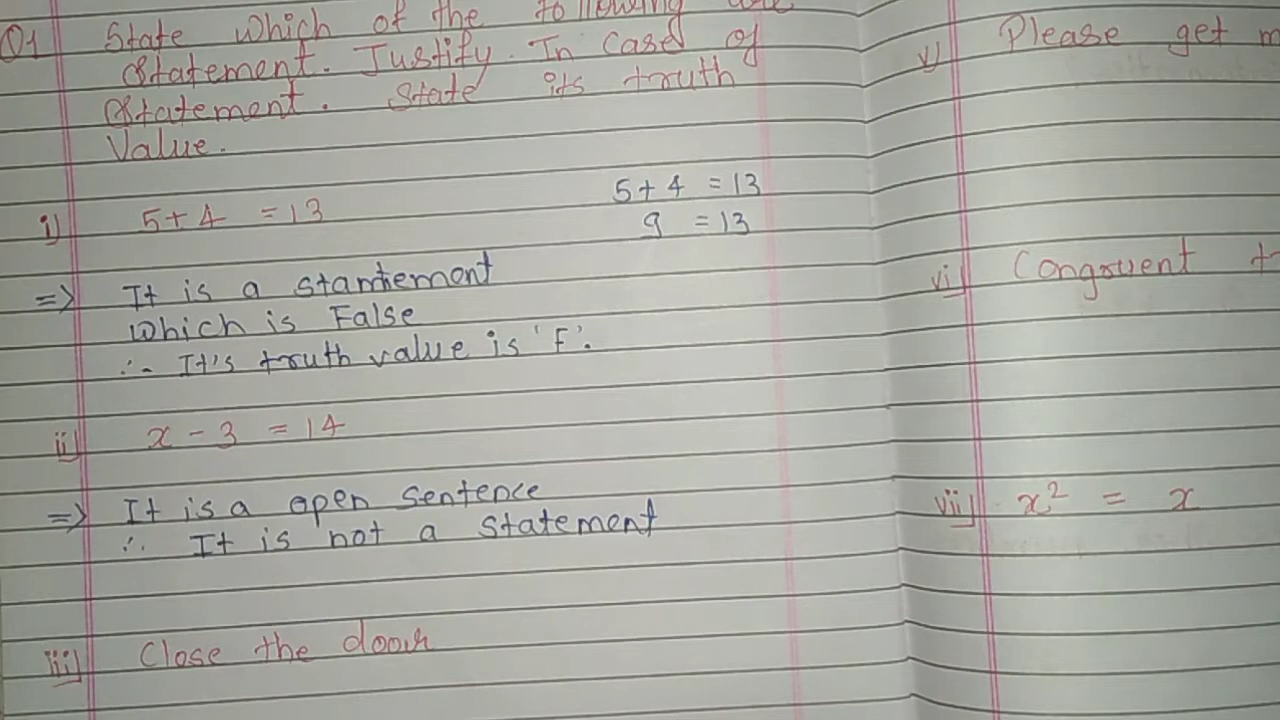 Q1 State which of the following are
statement. Justify. In case of
statement. State its truth
Value.
i) 5+4 = 13
5+4 = 13
9 = 13
=> It is a stamtement
which is False
∴ It's truth value is 'F'.
ii) x - 3 = 14
=> It is a open sentence
∴ It is not a statement
iii) Close the door
v) Please get
vi) Congruent
vii) x² = x